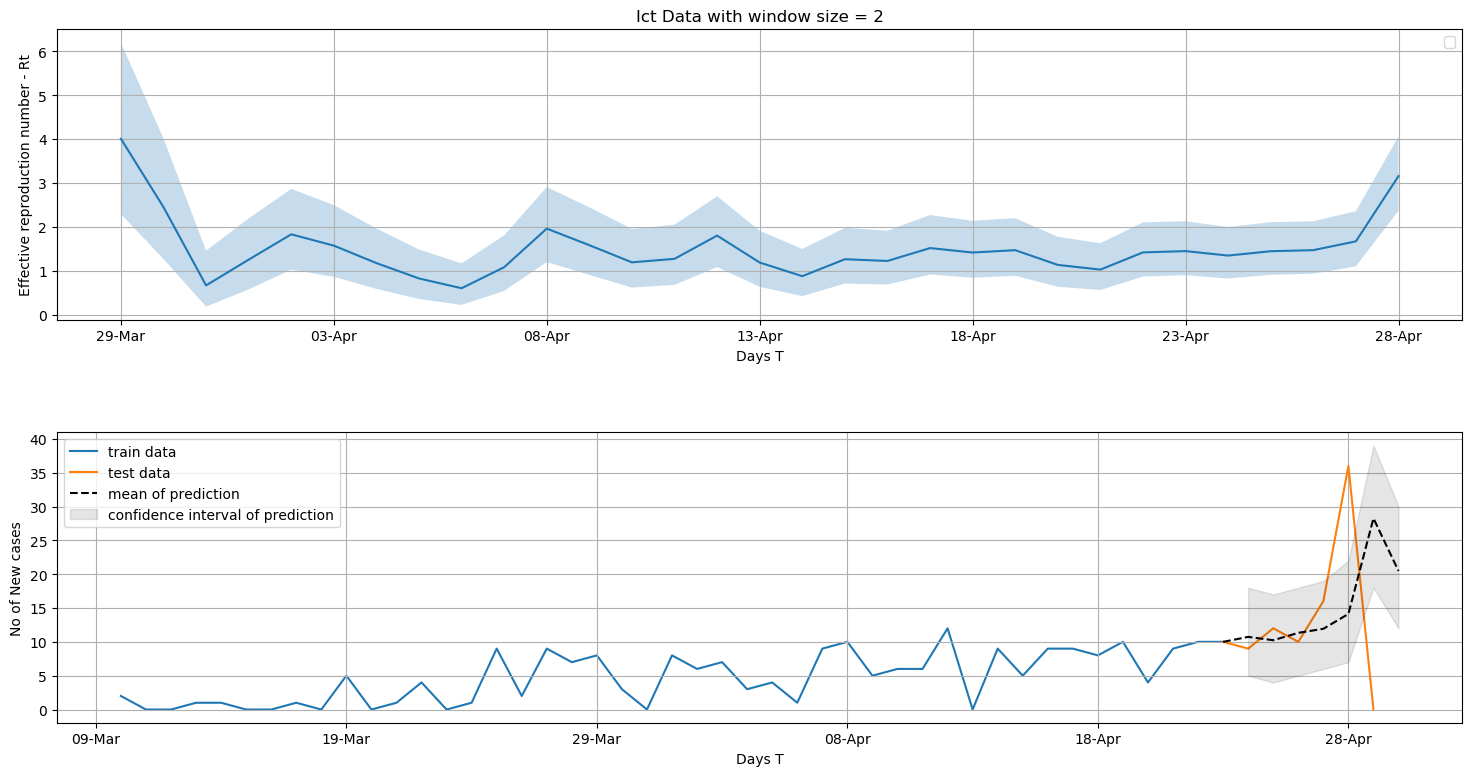 Ict Data with window size = 2
Effective reproduction number - Rt
6
5
4
3
2
1
0
29-Mar 03-Apr 08-Apr 13-Apr 18-Apr 23-Apr 28-Apr
Days T
No of New cases
40
35
30
25
20
15
10
5
0
train data
test data
mean of prediction
confidence interval of prediction
09-Mar 19-Mar 29-Mar 08-Apr 18-Apr 28-Apr
Days T